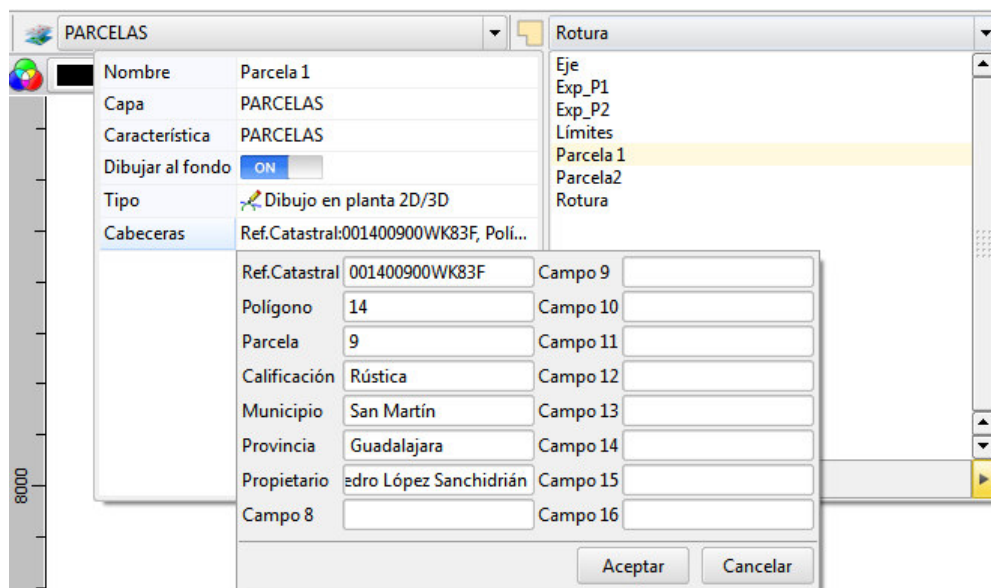 PARCELAS
Rotura
Nombre Parcela 1
Capa PARCELAS
Característica PARCELAS
Dibujar al fondo ON
Tipo Dibujo en planta 2D/3D
Cabeceras Ref.Catastral:001400900WK83F, Polí...
Eje
Exp_P1
Exp_P2
Límites
Parcela 1
Parcela2
Rotura
Ref.Catastral 001400900WK83F Campo 9
Polígono 14 Campo 10
Parcela 9 Campo 11
Calificación Rústica Campo 12
Municipio San Martín Campo 13
Provincia Guadalajara Campo 14
Propietario edro López Sanchidrián Campo 15
Campo 8 Campo 16
Aceptar Cancelar
8000